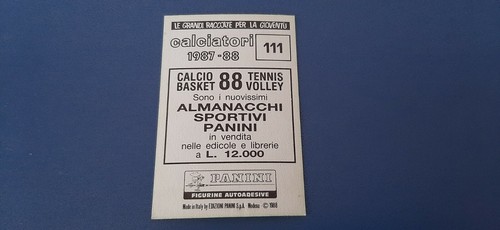 LE GRANDI RACCOLTE PER LA GIOVENTÙ
calciatori
1987-88
111
CALCIO 88 TENNIS
BASKET VOLLEY
Sono i nuovissimi
ALMANACCHI
SPORTIVI
PANINI
in vendita
nelle edicole e librerie
a L. 12.000
PANINI
FIGURINE AUTOADESIVE
Made in Italy by EDIZIONI PANINI S.p.A. Modena - © 1988